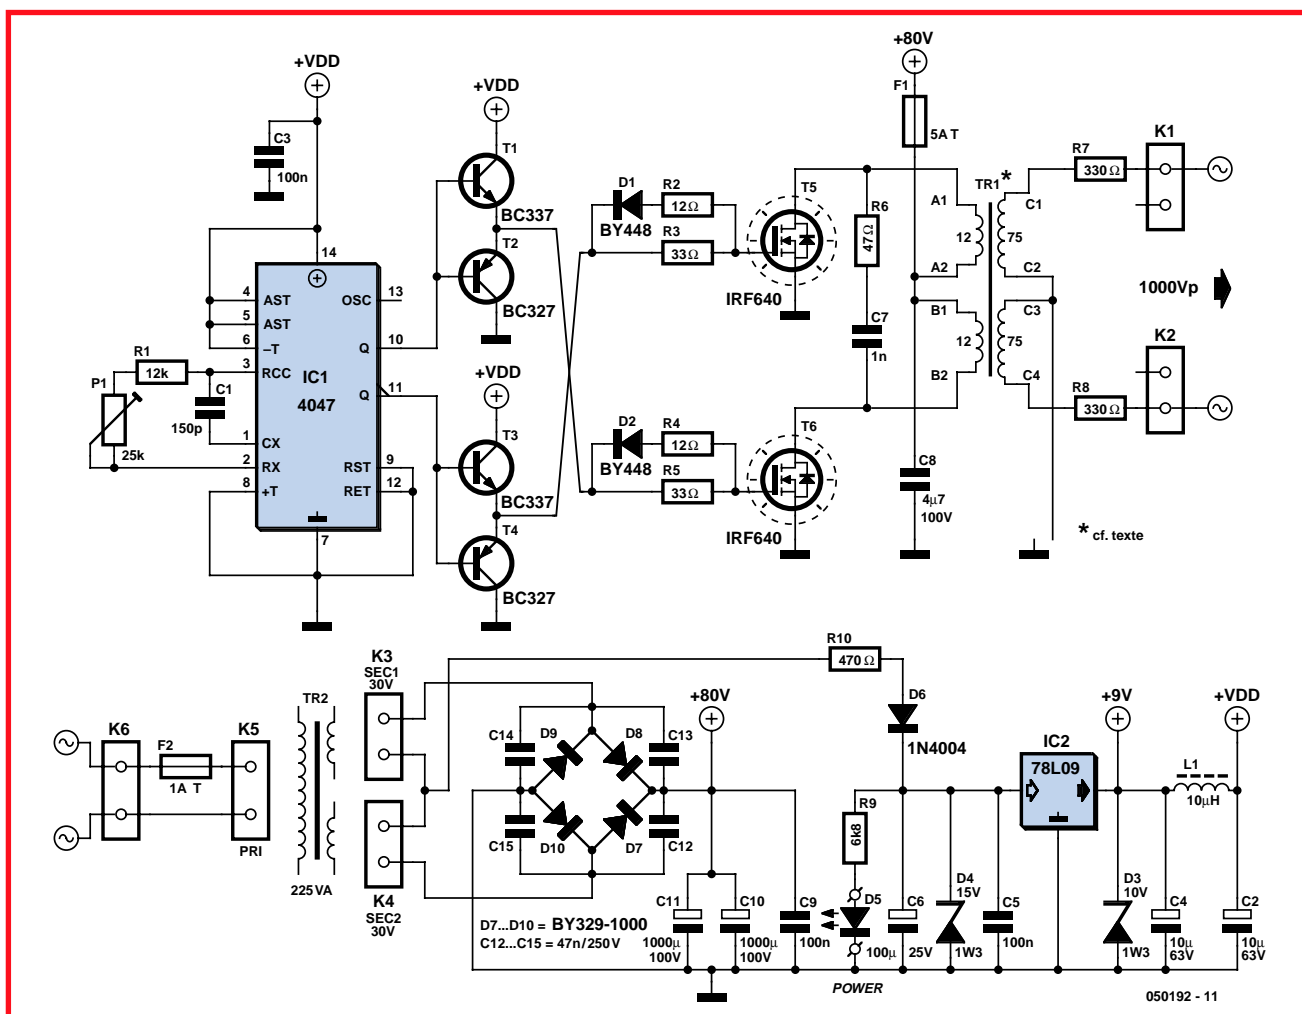 +VDD
C3
100n
+VDD
T1
BC337
T2
BC327
14
4
AST
5
AST
6
–T
3
RCC
1
CX
2
RX
8
+T
OSC
13
10
Q
11
Q
IC1
4047
RST
9
RET
12
7
R1
12k
P1
25k
C1
150p
+VDD
T3
BC337
T4
BC327
D1
BY448
R2
12Ω
R3
33Ω
D2
BY448
R4
12Ω
R5
33Ω
T5
IRF640
T6
IRF640
R6
47Ω
C7
1n
+80V
F1
5A T
A1
12
A2
B1
12
B2
TR1*
C1
75
C2
C3
75
C4
C8
4µ7
100V
R7
330Ω
R8
330Ω
K1
K2
1000Vp
* cf. texte
K6
F2
1A T
K5
PRI
TR2
225VA
K3
SEC1
30V
K4
SEC2
30V
C14
D9
D8
C13
C15
D10
D7
C12
D7...D10 = BY329-1000
C12...C15 = 47n/250V
+80V
C11
1000µ
100V
C10
1000µ
100V
C9
100n
R10
470Ω
D6
1N4004
R9
6k8
D5
POWER
C6
100µ
25V
D4
15V
1W3
C5
100n
IC2
78L09
+9V
D3
10V
1W3
L1
10µH
+VDD
C4
10µ
63V
C2
10µ
63V
050192 - 11